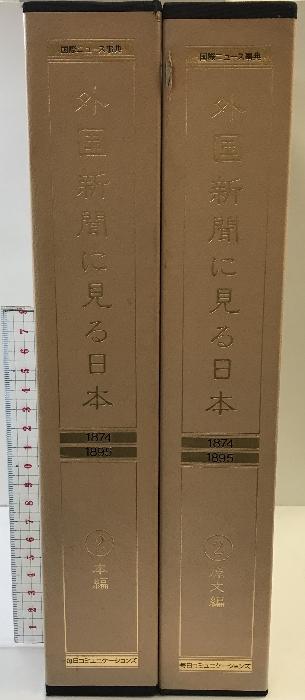 国際ニュース事典
外国新聞に見る日本
1874
1895
②
本編
毎日コミュニケーションズ
国際ニュース事典
外国新聞に見る日本
1874
1895
②
原文編
毎日コミュニケーションズ